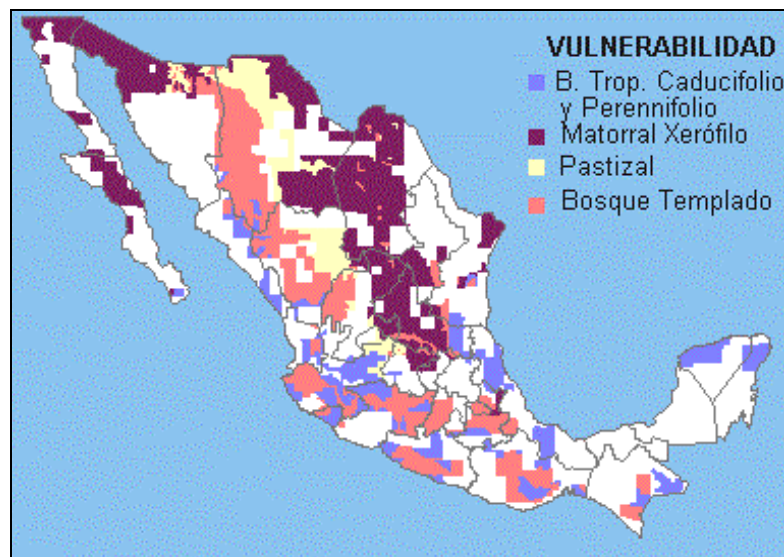 VULNERABILIDAD
B. Trop. Caducifolio
y Perennifolio
Matorral Xerófilo
Pastizal
Bosque Templado